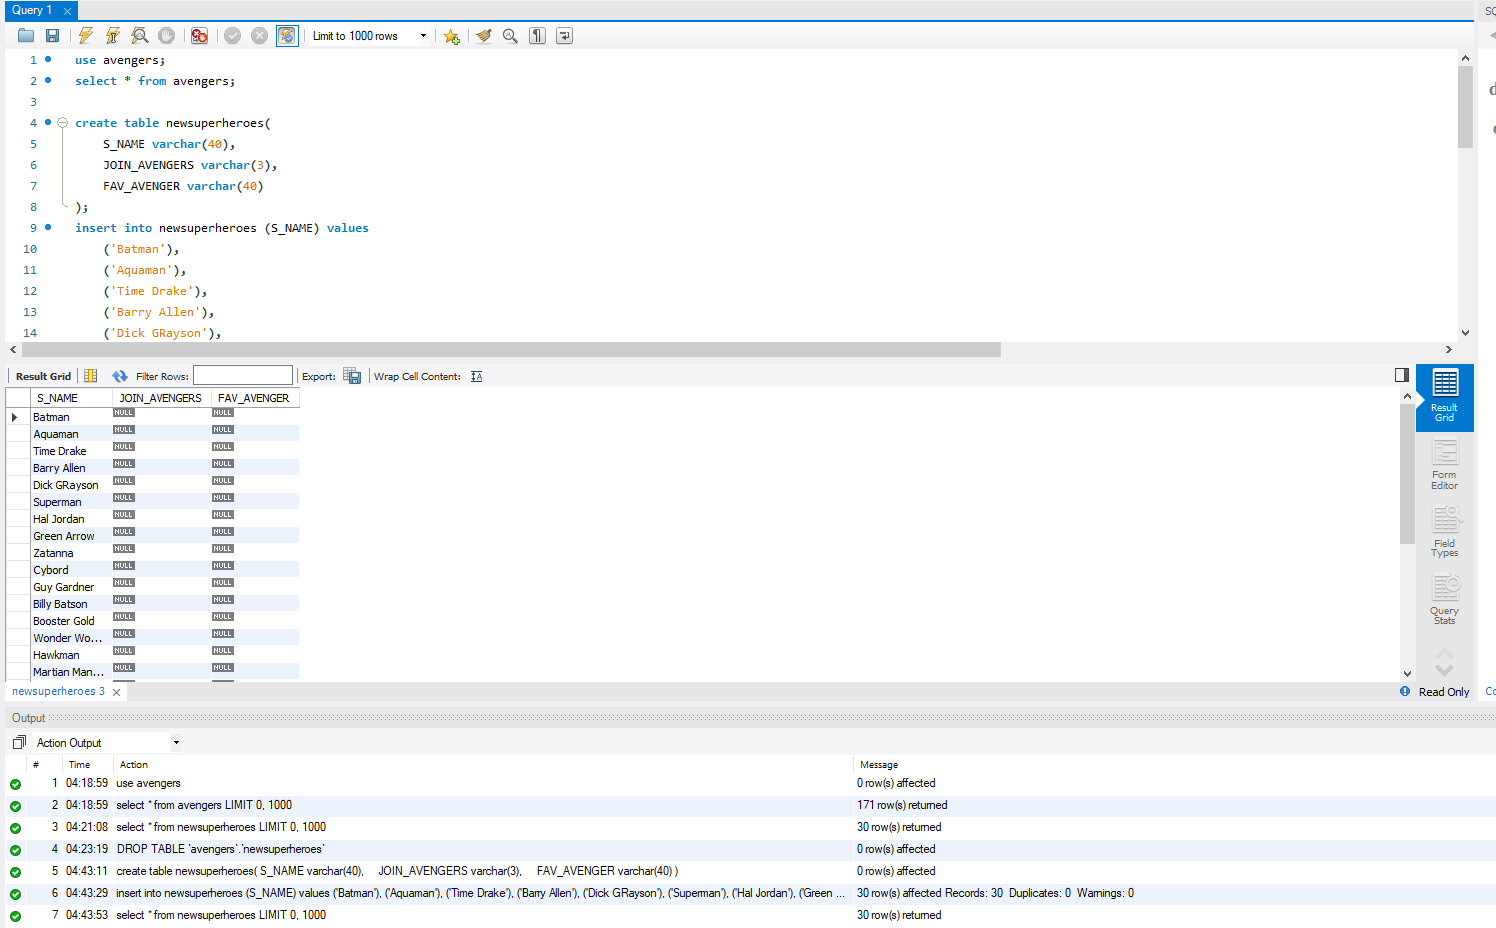 Query 1
SQ
Limit to 1000 rows
1 use avengers;
2 select * from avengers;
3
4 create table newsuperheroes(
5 S_NAME varchar(40),
6 JOIN_AVENGERS varchar(3),
7 FAV_AVENGER varchar(40)
8 );
9 insert into newsuperheroes (S_NAME) values
10 ('Batman'),
11 ('Aquaman'),
12 ('Time Drake'),
13 ('Barry Allen'),
14 ('Dick GRayson'),
Result Grid Filter Rows: Export: Wrap Cell Content:
S_NAME JOIN_AVENGERS FAV_AVENGER
Batman NULL NULL
Aquaman NULL NULL
Time Drake NULL NULL
Barry Allen NULL NULL
Dick GRayson NULL NULL
Superman NULL NULL
Hal Jordan NULL NULL
Green Arrow NULL NULL
Zatanna NULL NULL
Cybord NULL NULL
Guy Gardner NULL NULL
Billy Batson NULL NULL
Booster Gold NULL NULL
Wonder Wo... NULL NULL
Hawkman NULL NULL
Martian Man... NULL NULL
Result
Grid
Form
Editor
Field
Types
Query
Stats
newsuperheroes 3
Read Only
Co
Output
Action Output
# Time Action Message
1 04:18:59 use avengers 0 row(s) affected
2 04:18:59 select * from avengers LIMIT 0, 1000 171 row(s) returned
3 04:21:08 select * from newsuperheroes LIMIT 0, 1000 30 row(s) returned
4 04:23:19 DROP TABLE `avengers`.`newsuperheroes` 0 row(s) affected
5 04:43:11 create table newsuperheroes( S_NAME varchar(40), JOIN_AVENGERS varchar(3), FAV_AVENGER varchar(40) ) 0 row(s) affected
6 04:43:29 insert into newsuperheroes (S_NAME) values ('Batman'), ('Aquaman'), ('Time Drake'), ('Barry Allen'), ('Dick GRayson'), ('Superman'), ('Hal Jordan'), ('Green ... 30 row(s) affected Records: 30 Duplicates: 0 Warnings: 0
7 04:43:53 select * from newsuperheroes LIMIT 0, 1000 30 row(s) returned